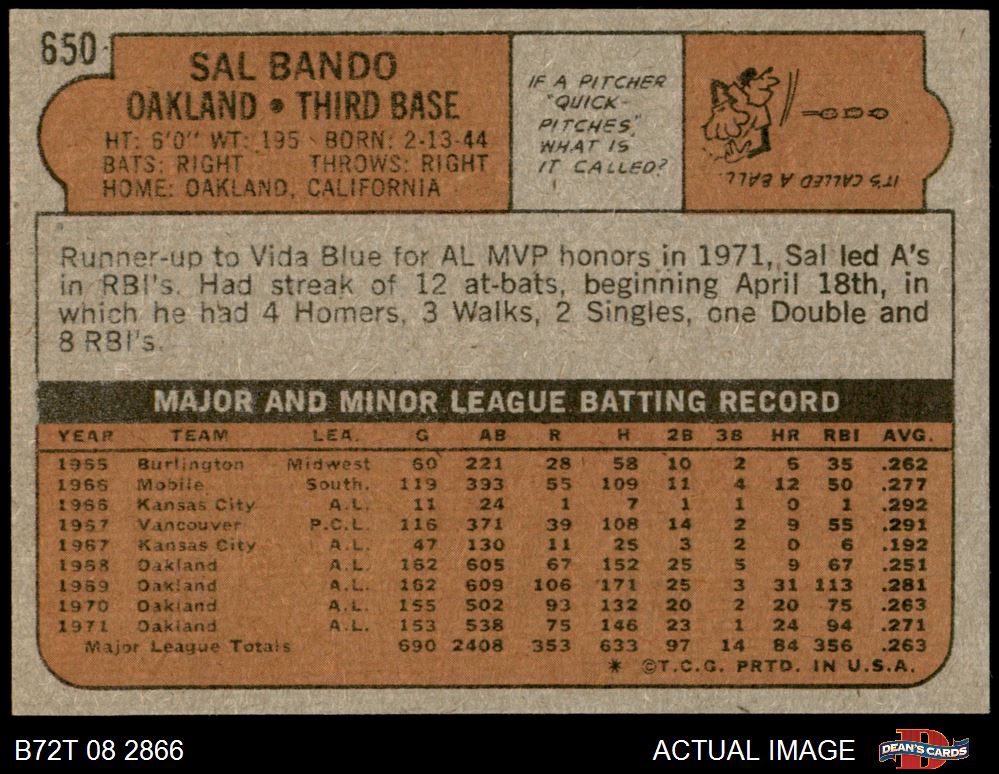 650
SAL BANDO
OAKLAND • THIRD BASE
HT: 6'0" WT: 195 BORN: 2-13-44
BATS: RIGHT THROWS: RIGHT
HOME: OAKLAND, CALIFORNIA
IF A PITCHER
"QUICK-
PITCHES,"
WHAT IS
IT CALLED?
IT'S CALLED A BALL.
Runner-up to Vida Blue for AL MVP honors in 1971, Sal led A's
in RBI's. Had streak of 12 at-bats, beginning April 18th, in
which he had 4 Homers, 3 Walks, 2 Singles, one Double and
8 RBI's.
MAJOR AND MINOR LEAGUE BATTING RECORD
YEAR TEAM LEA. G AB R H 2B 3B HR RBI AVG.
1965 Burlington Midwest 60 221 28 58 10 2 6 35 .262
1966 Mobile South. 119 393 55 109 11 4 12 50 .277
1966 Kansas City A.L. 11 24 1 7 1 1 0 1 .292
1967 Vancouver P.C.L. 116 371 39 108 14 2 9 55 .291
1967 Kansas City A.L. 47 130 11 25 3 2 0 6 .192
1968 Oakland A.L. 162 605 67 152 25 5 9 67 .251
1969 Oakland A.L. 162 609 106 171 25 3 31 113 .281
1970 Oakland A.L. 155 502 93 132 20 2 20 75 .263
1971 Oakland A.L. 153 538 75 146 23 1 24 94 .271
Major League Totals 690 2408 353 633 97 14 84 356 .263
* ©T.C.G. PRTD. IN U.S.A.
B72T 08 2866
ACTUAL IMAGE
DEAN'S CARDS